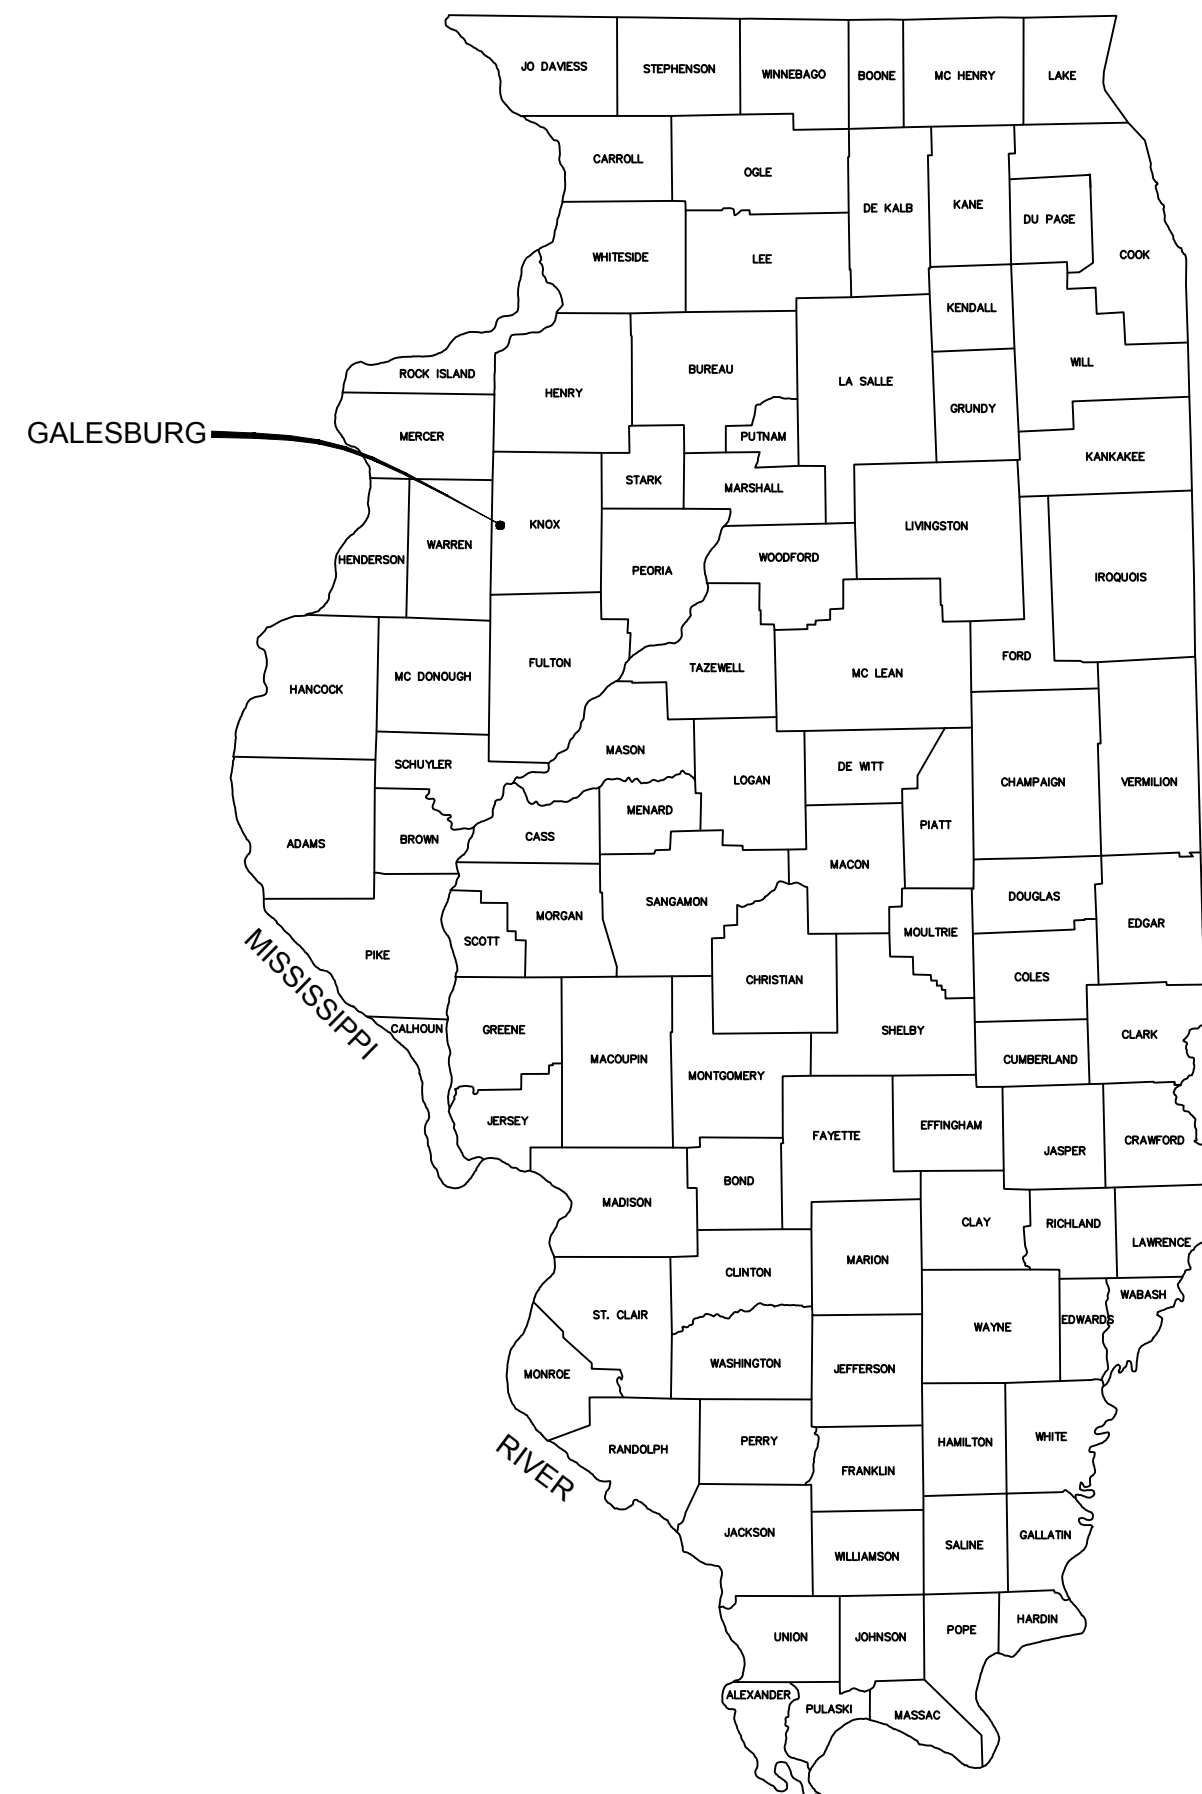 JO DAVIESS
STEPHENSON
WINNEBAGO
BOONE
MC HENRY
LAKE
CARROLL
OGLE
DE KALB
KANE
DU PAGE
COOK
WHITESIDE
LEE
KENDALL
ROCK ISLAND
HENRY
BUREAU
LA SALLE
WILL
GRUNDY
GALESBURG
MERCER
PUTNAM
KANKAKEE
STARK
MARSHALL
KNOX
LIVINGSTON
HENDERSON
WARREN
PEORIA
WOODFORD
IROQUOIS
HANCOCK
MC DONOUGH
FULTON
TAZEWELL
MC LEAN
FORD
SCHUYLER
MASON
LOGAN
DE WITT
CHAMPAIGN
VERMILION
ADAMS
BROWN
CASS
MENARD
MACON
PIATT
MORGAN
SANGAMON
DOUGLAS
EDGAR
PIKE
SCOTT
CHRISTIAN
MOULTRIE
COLES
MISSISSIPPI
CALHOUN
GREENE
MACOUPIN
MONTGOMERY
SHELBY
CUMBERLAND
CLARK
JERSEY
FAYETTE
EFFINGHAM
JASPER
CRAWFORD
MADISON
BOND
CLAY
RICHLAND
LAWRENCE
CLINTON
MARION
WABASH
ST. CLAIR
WAYNE
EDWARDS
MONROE
WASHINGTON
JEFFERSON
RIVER
RANDOLPH
PERRY
FRANKLIN
HAMILTON
WHITE
JACKSON
WILLIAMSON
SALINE
GALLATIN
UNION
JOHNSON
POPE
HARDIN
ALEXANDER
PULASKI
MASSAC